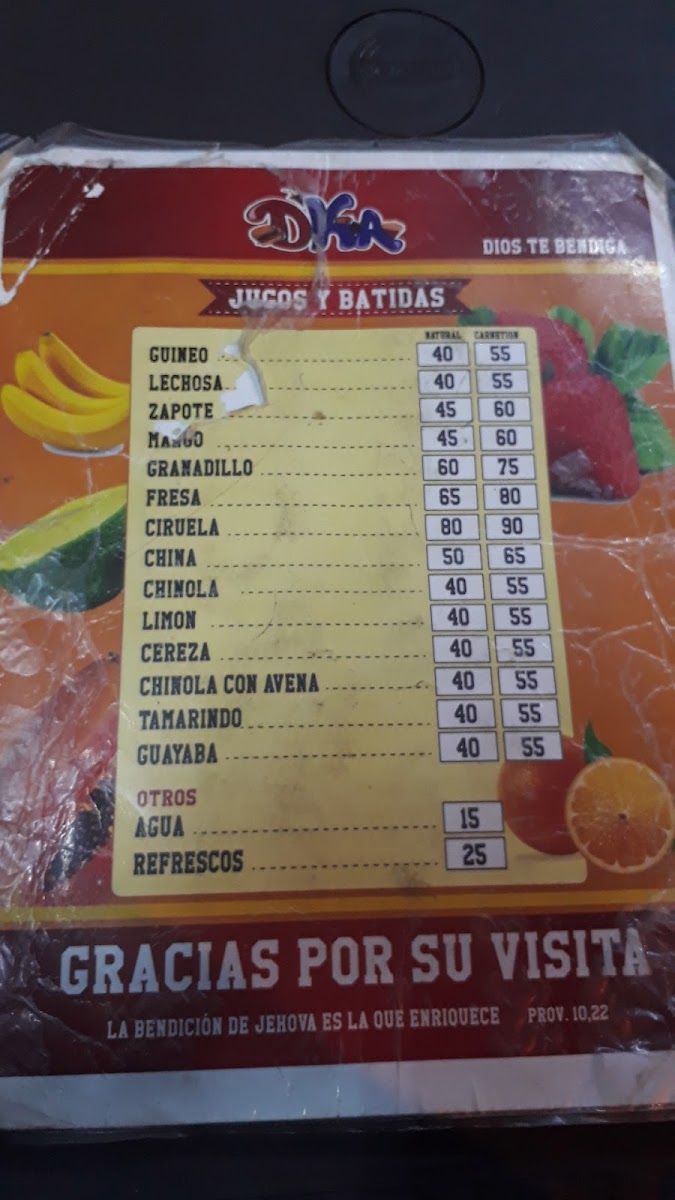 DKA
DIOS TE BENDIGA
JUGOS Y BATIDAS
NATURAL CARNETION
GUINEO 40 55
LECHOSA 40 55
ZAPOTE 45 60
MANGO 45 60
GRANADILLO 60 75
FRESA 65 80
CIRUELA 80 90
CHINA 50 65
CHINOLA 40 55
LIMON 40 55
CEREZA 40 55
CHINOLA CON AVENA 40 55
TAMARINDO 40 55
GUAYABA 40 55
OTROS
AGUA 15
REFRESCOS 25
GRACIAS POR SU VISITA
LA BENDICIÓN DE JEHOVA ES LA QUE ENRIQUECE PROV. 10,22